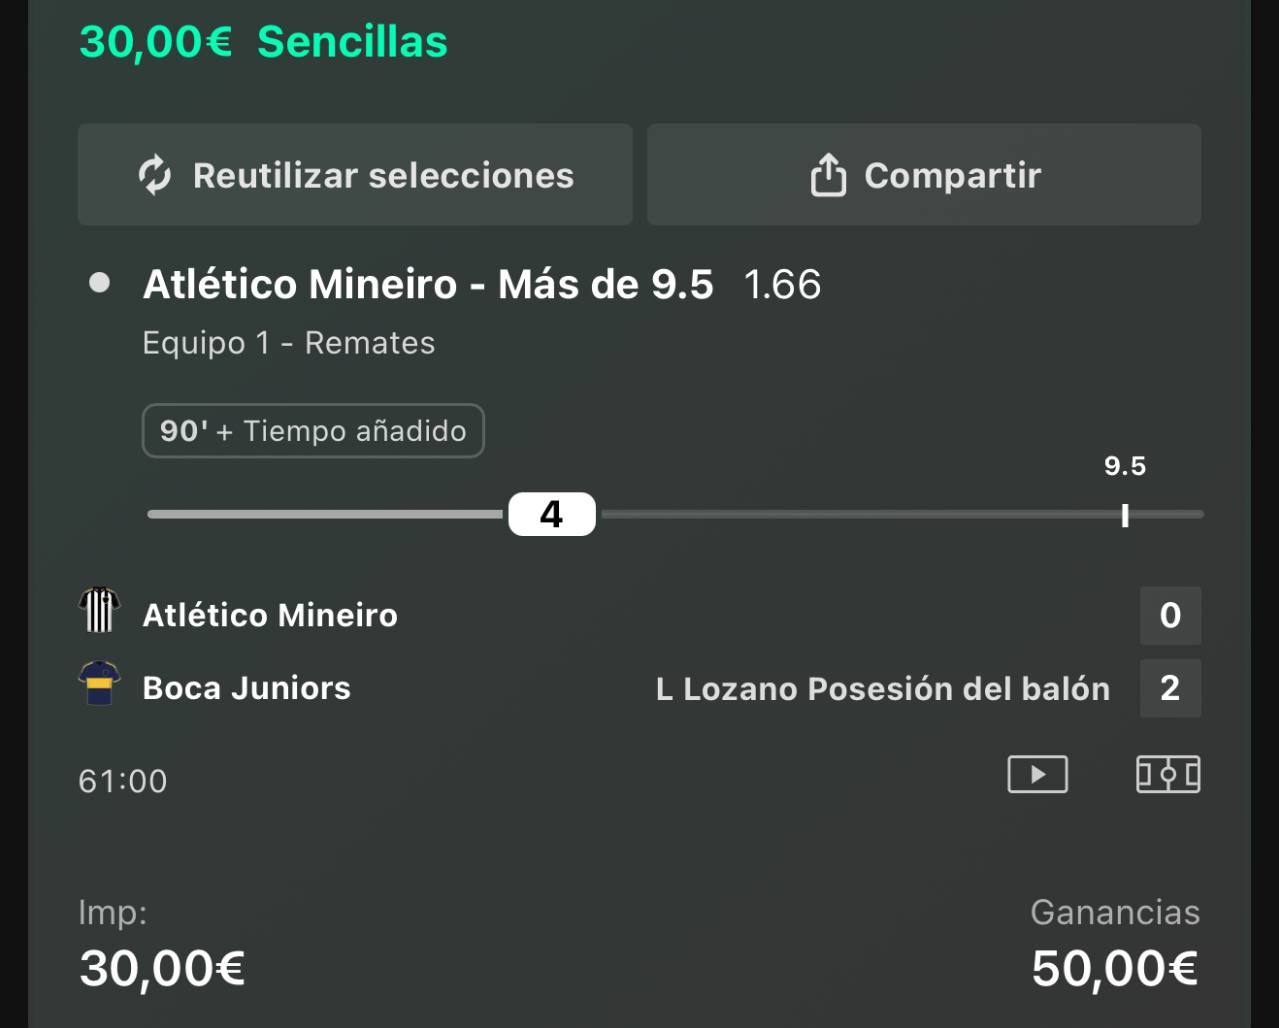 30,00€ Sencillas
Reutilizar selecciones
Compartir
Atlético Mineiro - Más de 9.5 1.66
Equipo 1 - Remates
90' + Tiempo añadido
9.5
4
Atlético Mineiro 0
Boca Juniors L Lozano Posesión del balón 2
61:00
Imp: Ganancias
30,00€ 50,00€